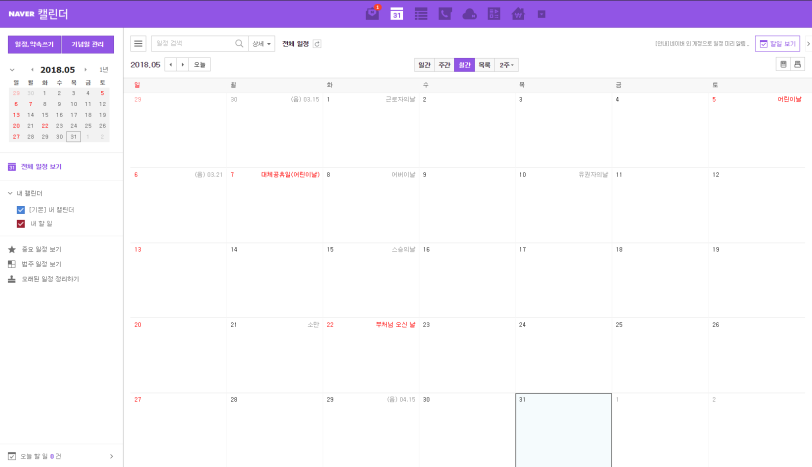 NAVER 캘린더
1
31
일정,약속쓰기 기념일 관리
2018.05 1년
일 월 화 수 목 금 토
29 30 1 2 3 4 5
6 7 8 9 10 11 12
13 14 15 16 17 18 19
20 21 22 23 24 25 26
27 28 29 30 31 1 2
31 전체 일정 보기
내 캘린더
[기본] 내 캘린더
내 할 일
중요 일정 보기
범주 일정 보기
오래된 일정 정리하기
오늘 할 일 0건
일정 검색 상세 전체 일정
할일 보기
2018.05 오늘 일간 주간 월간 목록 2주
일 월 화 수 목 금 토
29 30 (음) 03.15 1 근로자의날 2 3 4 5 어린이날
6 (음) 03.21 7 대체공휴일(어린이날) 8 어버이날 9 10 유권자의날 11 12
13 14 15 스승의날 16 17 18 19
20 21 소만 22 부처님 오신 날 23 24 25 26
27 28 29 (음) 04.15 30 31 1 2